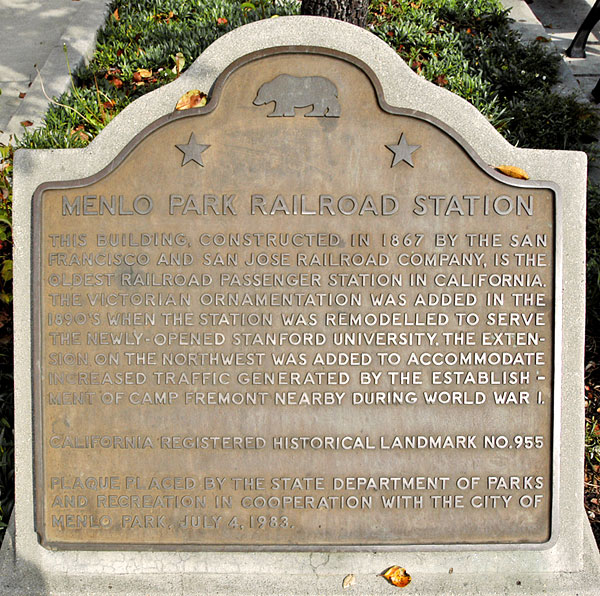 MENLO PARK RAILROAD STATION
THIS BUILDING, CONSTRUCTED IN 1867 BY THE SAN
FRANCISCO AND SAN JOSE RAILROAD COMPANY, IS THE
OLDEST RAILROAD PASSENGER STATION IN CALIFORNIA.
THE VICTORIAN ORNAMENTATION WAS ADDED IN THE
1890'S WHEN THE STATION WAS REMODELLED TO SERVE
THE NEWLY-OPENED STANFORD UNIVERSITY. THE EXTEN-
SION ON THE NORTHWEST WAS ADDED TO ACCOMMODATE
INCREASED TRAFFIC GENERATED BY THE ESTABLISH-
MENT OF CAMP FREMONT NEARBY DURING WORLD WAR I.
CALIFORNIA REGISTERED HISTORICAL LANDMARK NO.955
PLAQUE PLACED BY THE STATE DEPARTMENT OF PARKS
AND RECREATION IN COOPERATION WITH THE CITY OF
MENLO PARK, JULY 4, 1983.